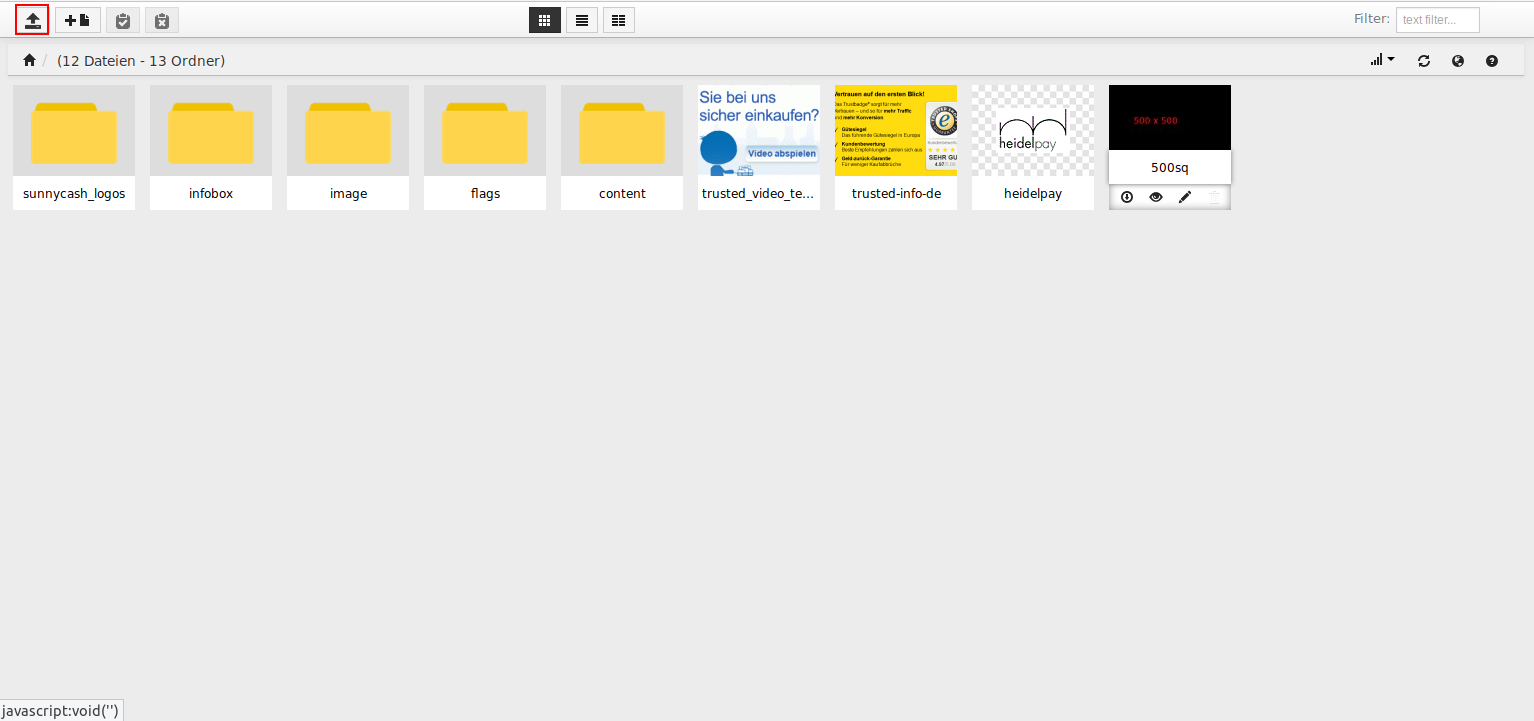 Filter: text filter...
/ (12 Dateien - 13 Ordner)
Sie bei uns
sicher einkaufen?
Video abspielen
Vertrauen auf den ersten Blick!
Das Trustbadge® sorgt für mehr
Vertrauen – und so für mehr Traffic
und mehr Konversion
Gütesiegel
Das führende Gütesiegel in Europa
Kundenbewertung
Beste Empfehlungen zahlen sich aus
Geld-zurück-Garantie
Für weniger Kaufabbrüche
e
SEHR GU
4.97
heidelpay
500 x 500
sunnycash_logos
infobox
image
flags
content
trusted_video_te...
trusted-info-de
heidelpay
500sq
javascript:void('')